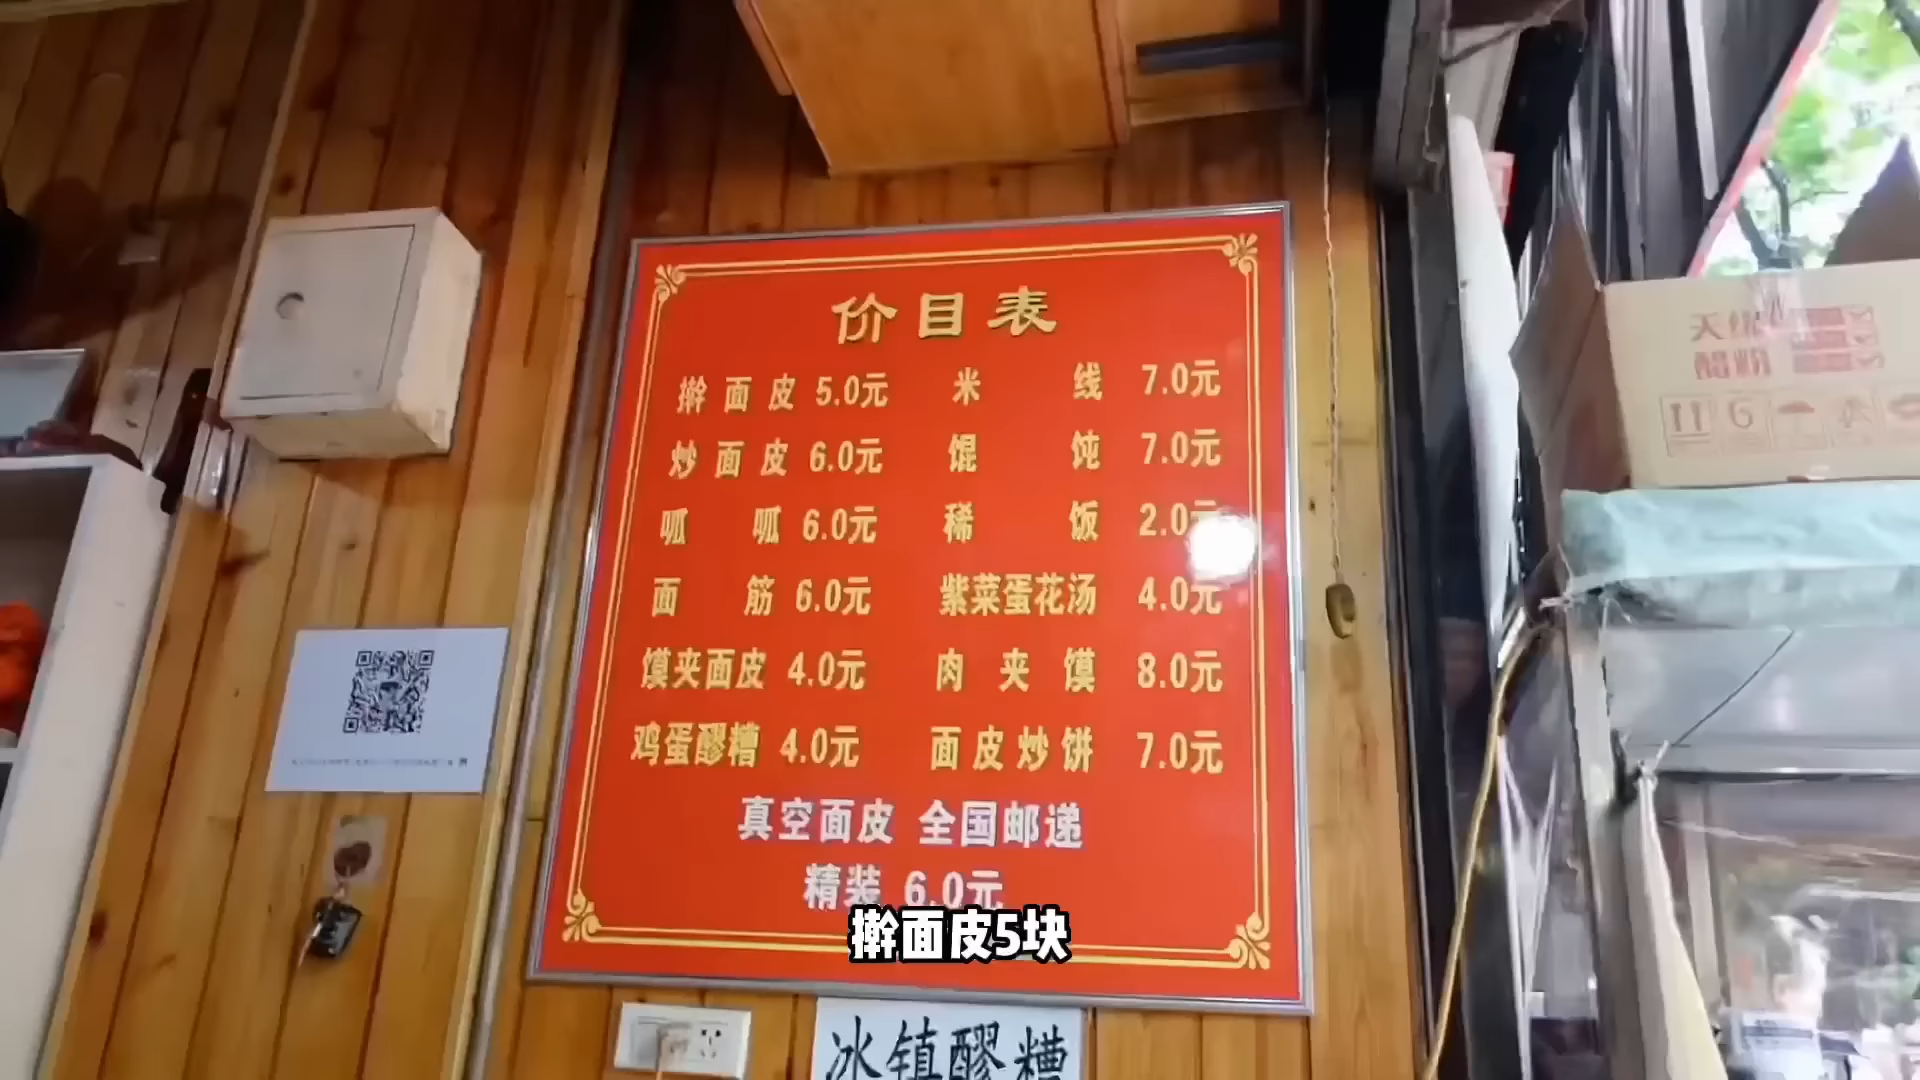 价目表
擀面皮 5.0元 米线 7.0元
炒面皮 6.0元 馄饨 7.0元
呱呱 6.0元 稀饭 2.0元
面筋 6.0元 紫菜蛋花汤 4.0元
馍夹面皮 4.0元 肉夹馍 8.0元
鸡蛋醪糟 4.0元 面皮炒饼 7.0元
真空面皮 全国邮递
精装 6.0元
擀面皮5块
冰镇醪糟